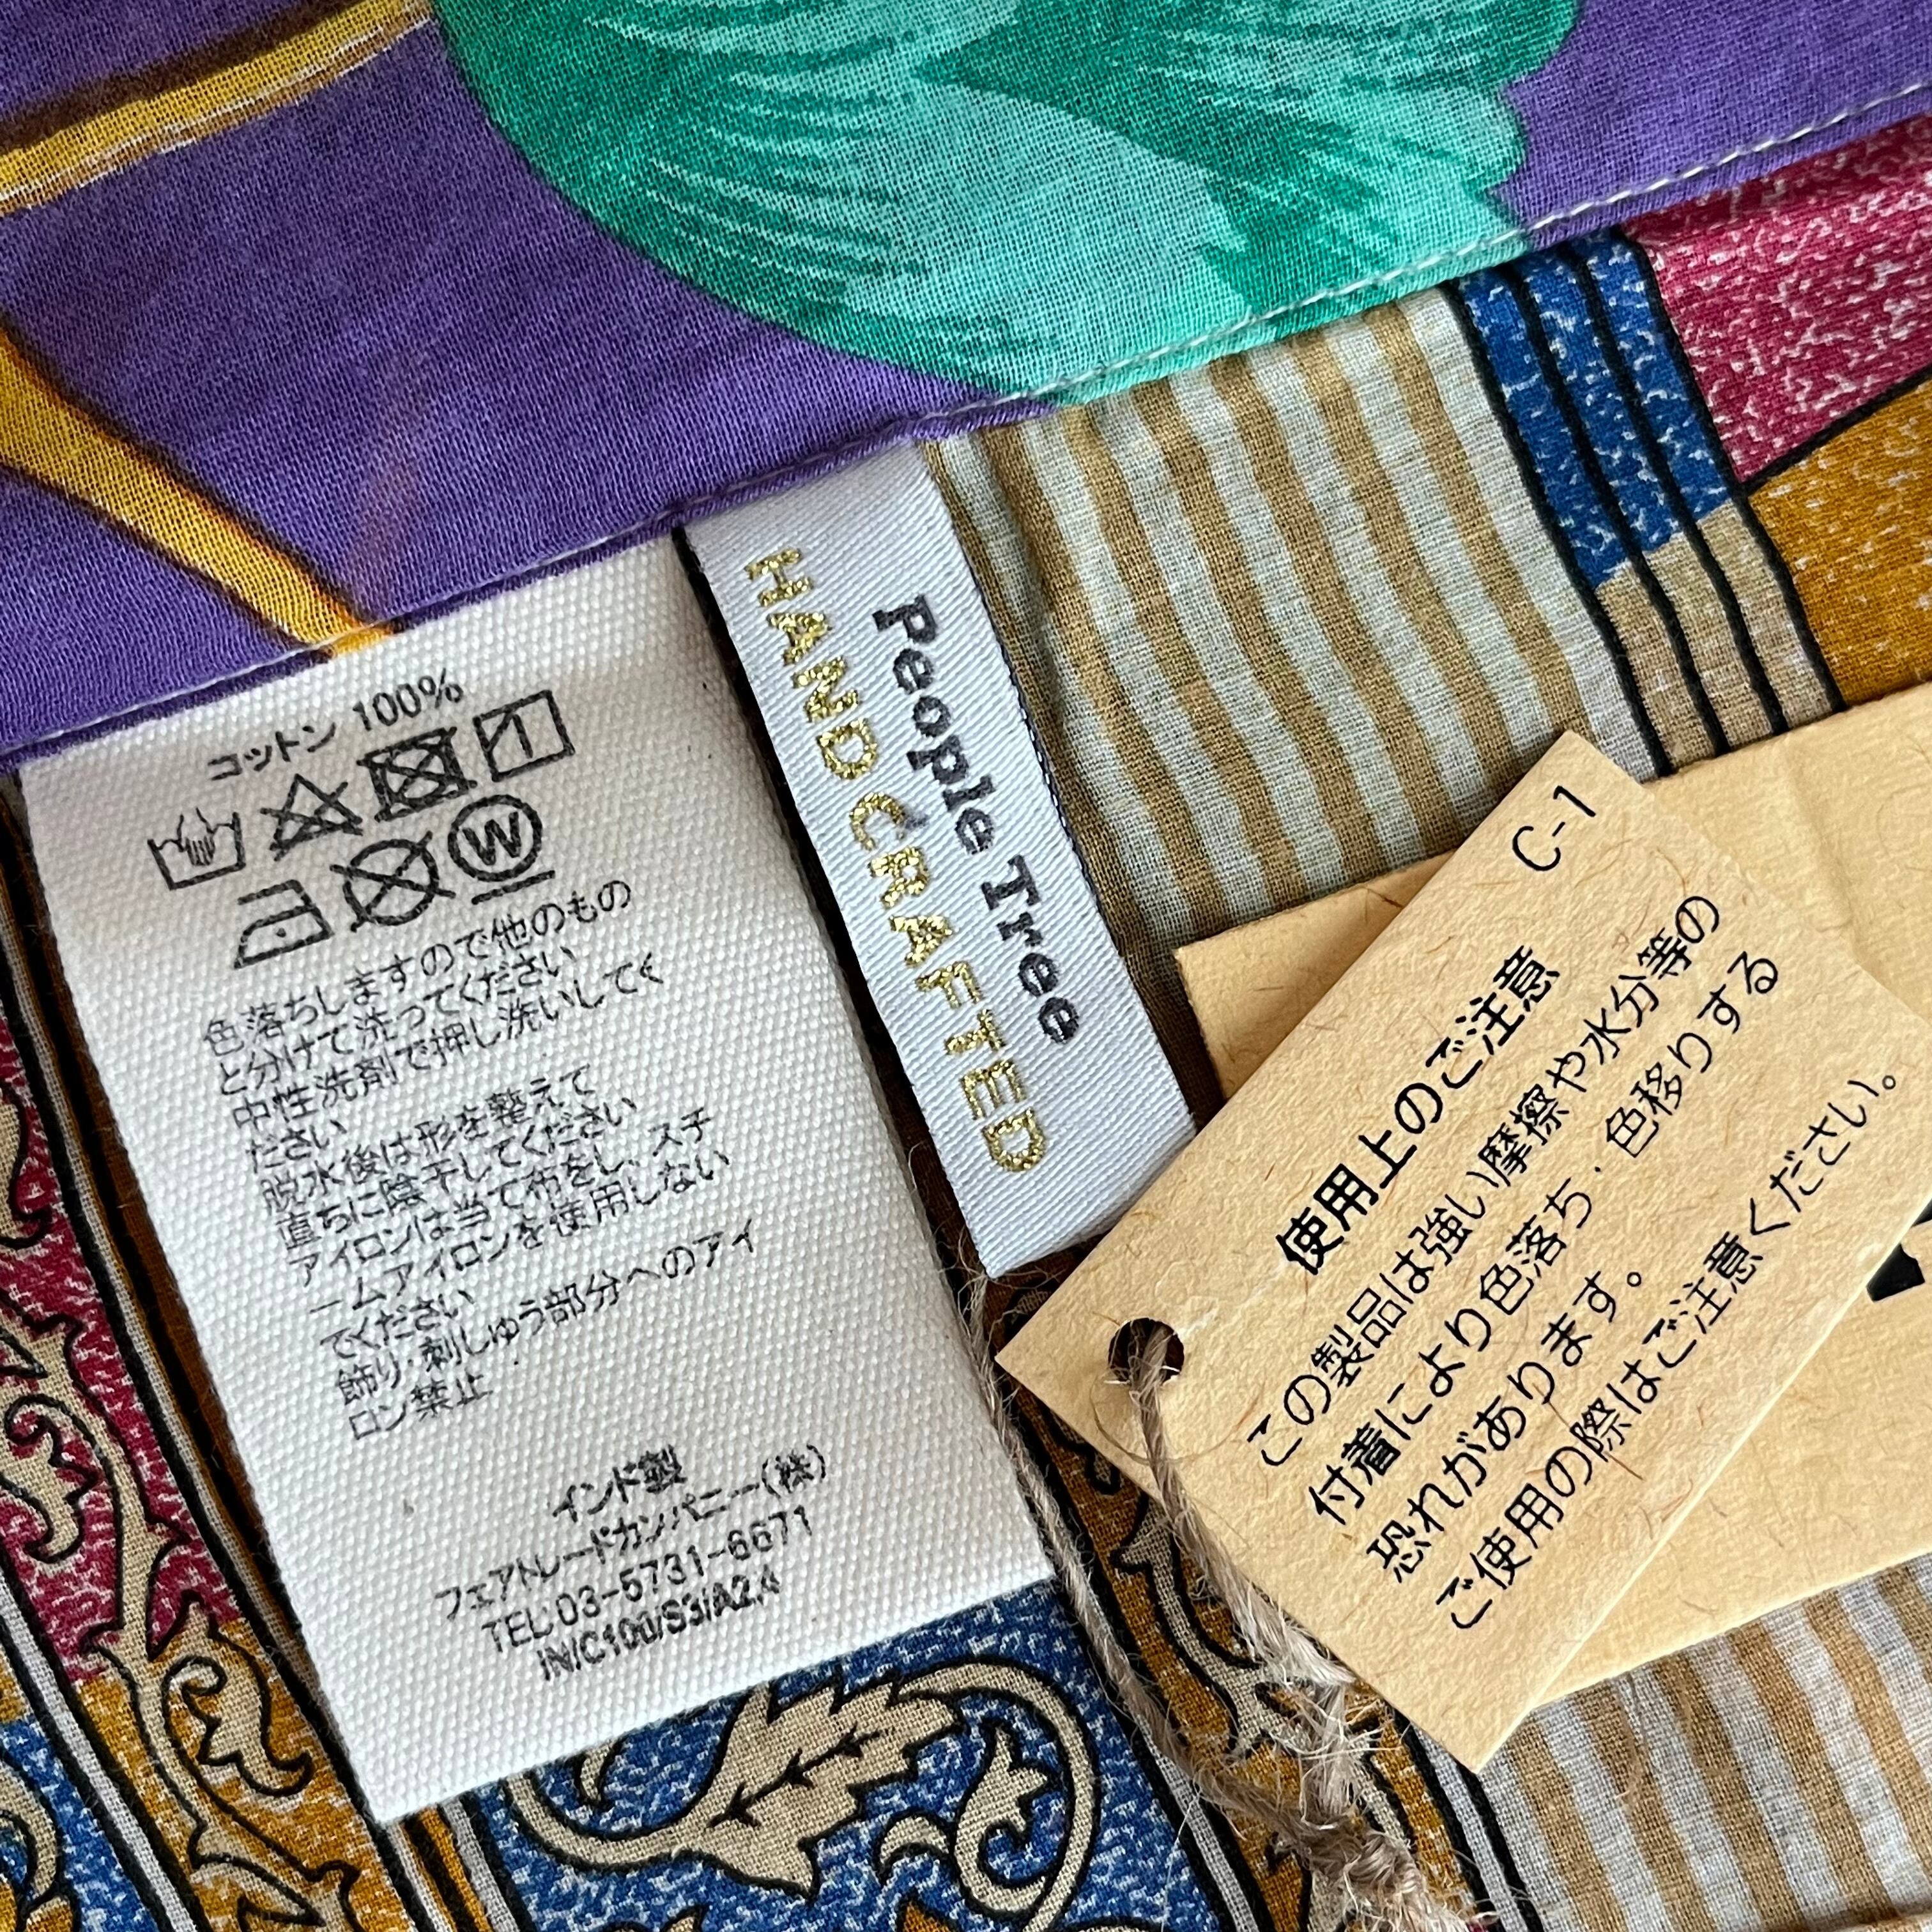 コットン 100%
W
色落ちしますので他のもの
と分けて洗ってください
中性洗剤で押し洗いしてく
ださい
脱水後は形を整えて
直ちに陰干してください
アイロンは当て布をし、スチ
ームアイロンを使用しない
でください
飾り・刺しゅう部分へのアイ
ロン禁止
インド製
フェアトレードカンパニー(株)
TEL:03-5731-6671
IN/C100/S3/A2,4
People Tree
HAND CRAFTED
C-1
使用上のご注意
この製品は強い摩擦や水分等の
付着により色落ち・色移りする
恐れがあります。
ご使用の際はご注意ください。